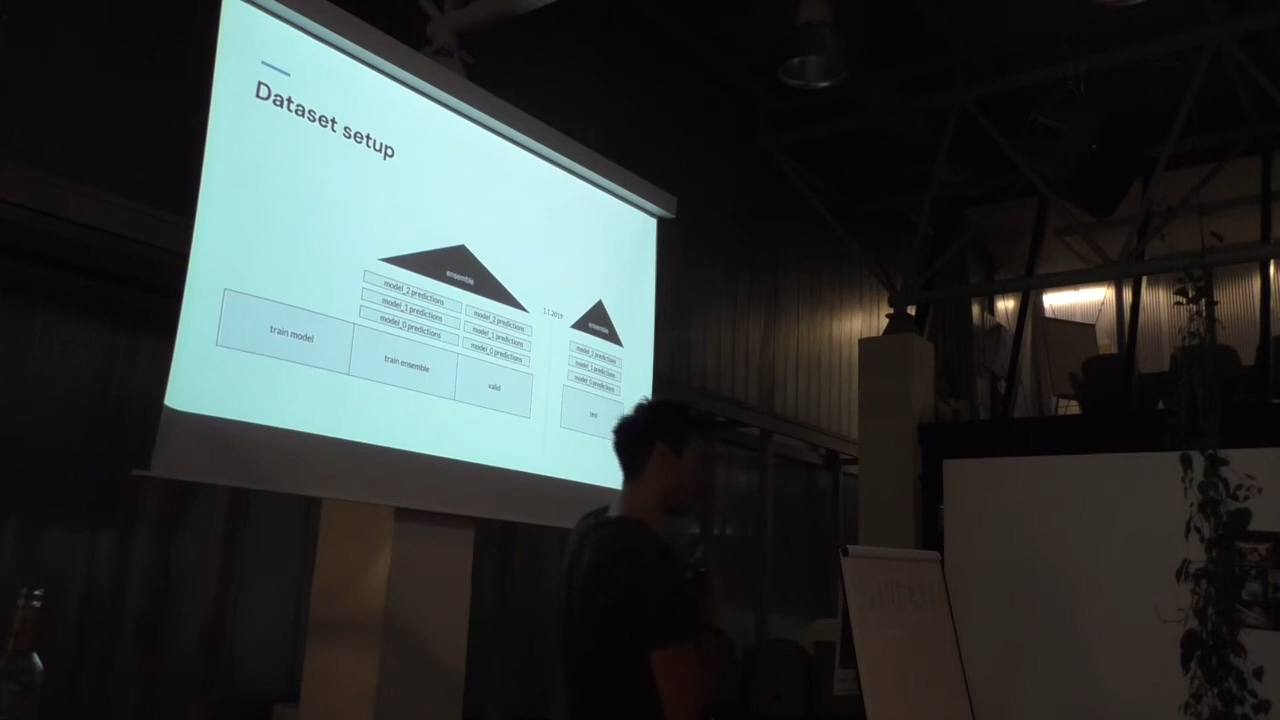 Dataset setup
ensemble
model_2 predictions
model_1 predictions
model_0 predictions
model_2 predictions
model_1 predictions
model_0 predictions
train model
train ensemble
valid
1.1.2019
ensemble
model_2 predictions
model_1 predictions
model_0 predictions
test